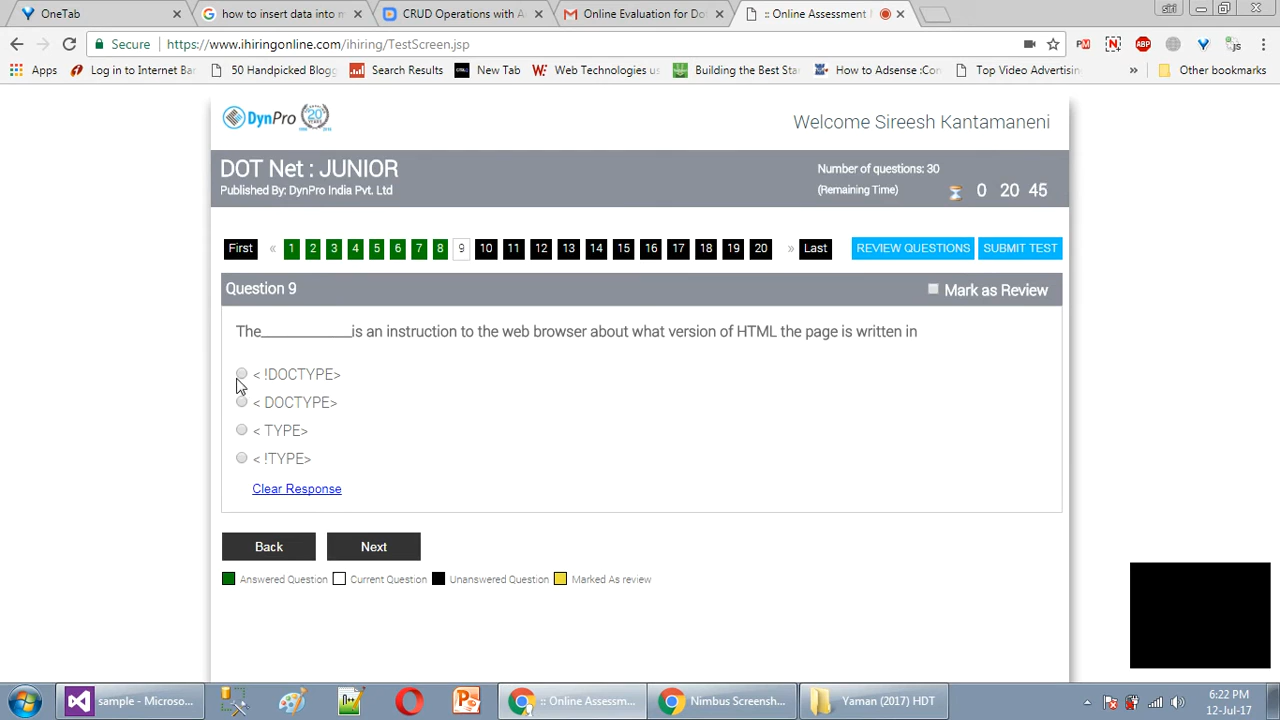 OneTab
how to insert data into m
CRUD Operations with A
Online Evaluation for Dot
:: Online Assessment
Secure
https://www.ihiringonline.com/ihiring/TestScreen.jsp
Apps
Log in to Internet Ba
50 Handpicked Blogg
Search Results
New Tab
Web Technologies us
Building the Best Sta
How to Adsense :Con
Top Video Advertisin
»
Other bookmarks
DynPro
20
Welcome Sireesh Kantamaneni
DOT Net : JUNIOR
Published By: DynPro India Pvt. Ltd
Number of questions: 30
(Remaining Time)
0 20 45
First « 1 2 3 4 5 6 7 8 9 10 11 12 13 14 15 16 17 18 19 20 » Last
REVIEW QUESTIONS
SUBMIT TEST
Question 9
Mark as Review
The____________is an instruction to the web browser about what version of HTML the page is written in
< !DOCTYPE>
< DOCTYPE>
< TYPE>
< !TYPE>
Clear Response
Back
Next
Answered Question
Current Question
Unanswered Question
Marked As review
sample - Microso...
:: Online Assessm...
Nimbus Screensh...
Yaman (2017) HDT
6:22 PM
12-Jul-17